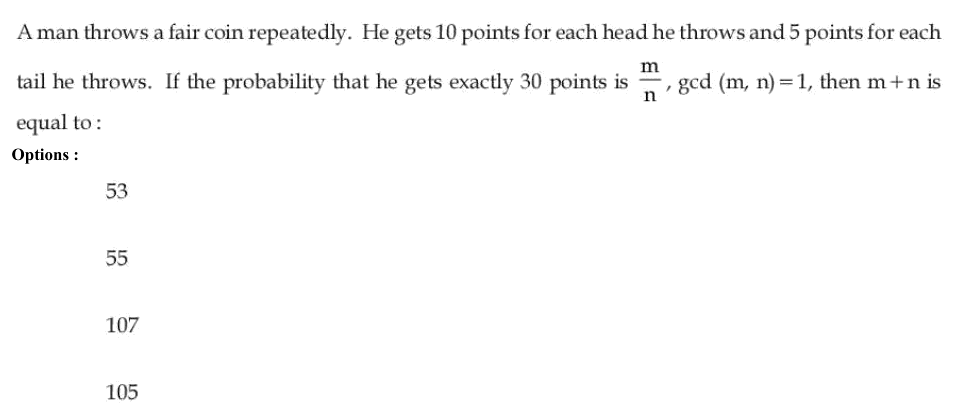 A man throws a fair coin repeatedly. He gets 10 points for each head he throws and 5 points for each
tail he throws. If the probability that he gets exactly 30 points is m/n, gcd (m, n) = 1, then m+n is
equal to :
Options :
53
55
107
105